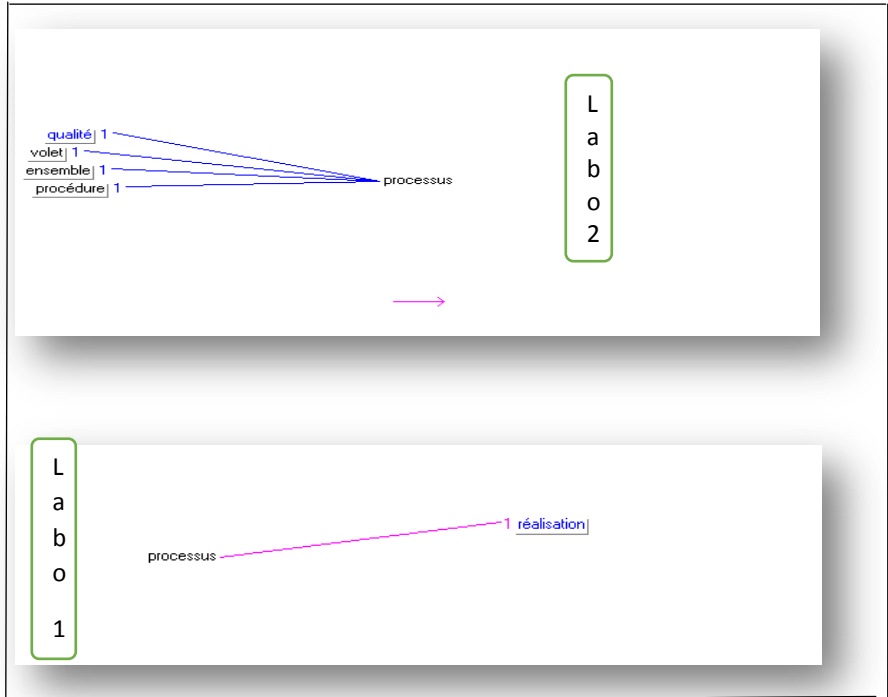 qualité 1
volet 1
ensemble 1
procédure 1
processus
L
a
b
o
2
L
a
b
o
1
processus
1 réalisation